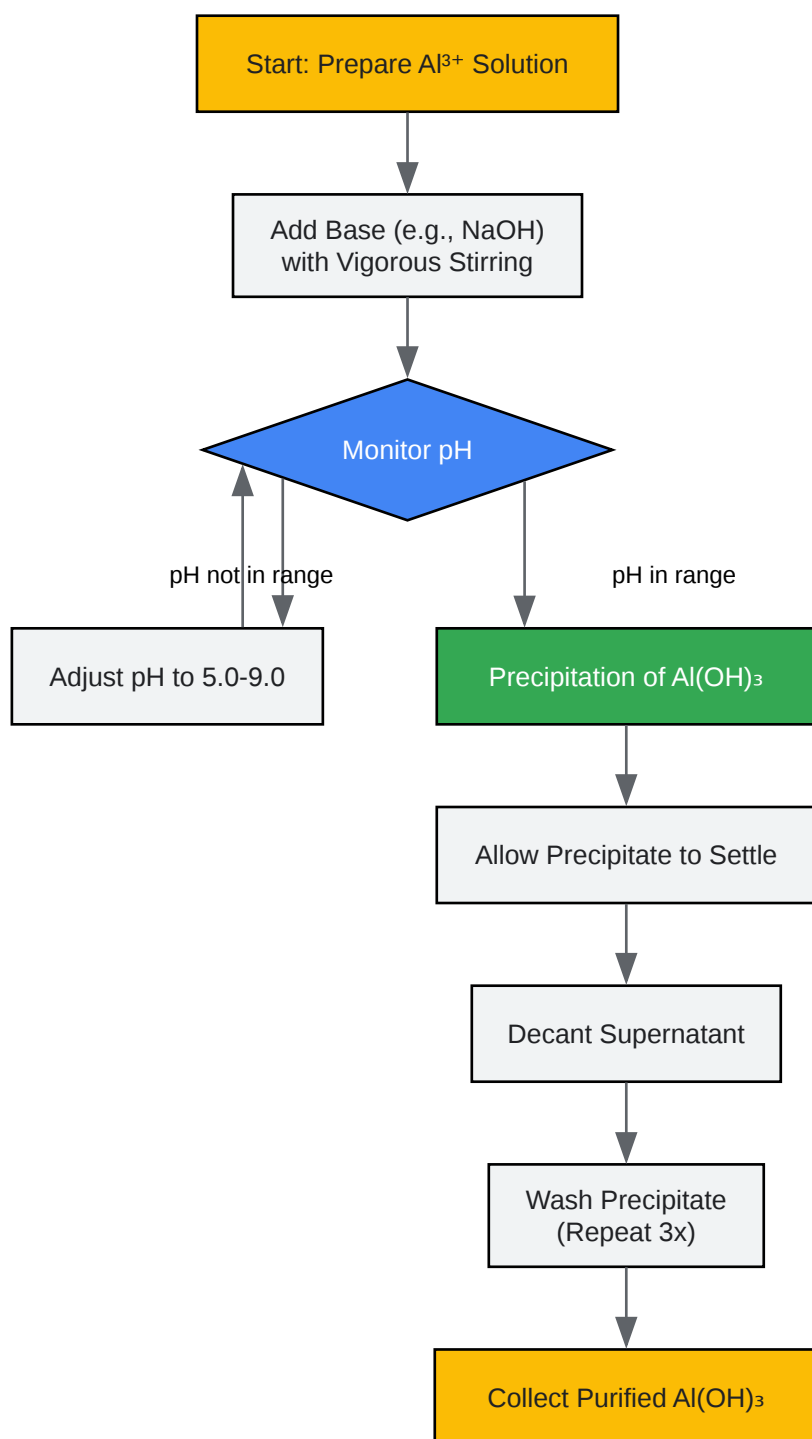 Start: Prepare Al³⁺ Solution
Add Base (e.g., NaOH)
with Vigorous Stirring
Monitor pH
pH not in range
pH in range
Adjust pH to 5.0-9.0
Precipitation of Al(OH)₃
Allow Precipitate to Settle
Decant Supernatant
Wash Precipitate
(Repeat 3x)
Collect Purified Al(OH)₃